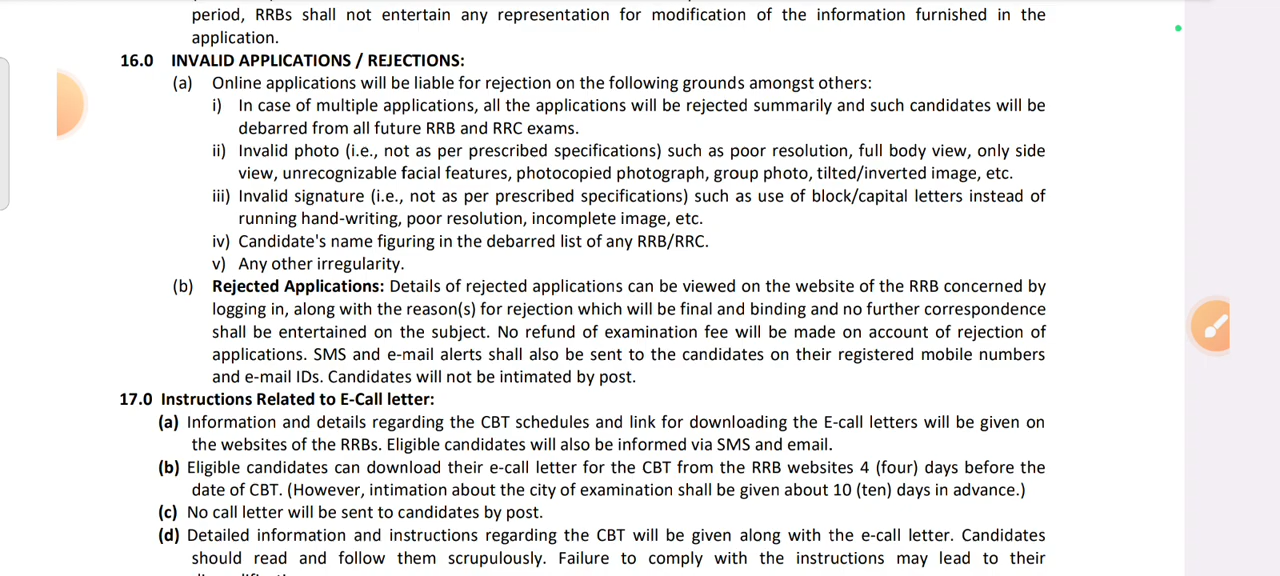 period, RRBs shall not entertain any representation for modification of the information furnished in the
application.
16.0 INVALID APPLICATIONS / REJECTIONS:
(a) Online applications will be liable for rejection on the following grounds amongst others:
i) In case of multiple applications, all the applications will be rejected summarily and such candidates will be
debarred from all future RRB and RRC exams.
ii) Invalid photo (i.e., not as per prescribed specifications) such as poor resolution, full body view, only side
view, unrecognizable facial features, photocopied photograph, group photo, tilted/inverted image, etc.
iii) Invalid signature (i.e., not as per prescribed specifications) such as use of block/capital letters instead of
running hand-writing, poor resolution, incomplete image, etc.
iv) Candidate's name figuring in the debarred list of any RRB/RRC.
v) Any other irregularity.
(b) Rejected Applications: Details of rejected applications can be viewed on the website of the RRB concerned by
logging in, along with the reason(s) for rejection which will be final and binding and no further correspondence
shall be entertained on the subject. No refund of examination fee will be made on account of rejection of
applications. SMS and e-mail alerts shall also be sent to the candidates on their registered mobile numbers
and e-mail IDs. Candidates will not be intimated by post.
17.0 Instructions Related to E-Call letter:
(a) Information and details regarding the CBT schedules and link for downloading the E-call letters will be given on
the websites of the RRBs. Eligible candidates will also be informed via SMS and email.
(b) Eligible candidates can download their e-call letter for the CBT from the RRB websites 4 (four) days before the
date of CBT. (However, intimation about the city of examination shall be given about 10 (ten) days in advance.)
(c) No call letter will be sent to candidates by post.
(d) Detailed information and instructions regarding the CBT will be given along with the e-call letter. Candidates
should read and follow them scrupulously. Failure to comply with the instructions may lead to their